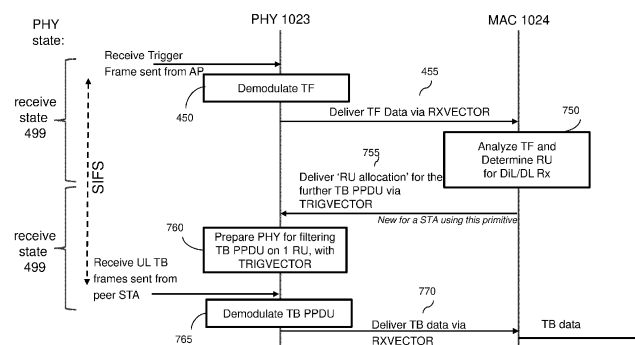 PHY
state:
PHY 1023
MAC 1024
Receive Trigger
Frame sent from AP
Demodulate TF
450
455
Deliver TF Data via RXVECTOR
750
receive
state
499
Analyze TF and
Determine RU
for DiL/DL Rx
755
Deliver 'RU allocation' for the
further TB PPDU via
TRIGVECTOR
New for a STA using this primitive
SIFS
760
Prepare PHY for filtering
TB PPDU on 1 RU, with
TRIGVECTOR
receive
state
499
Receive UL TB
frames sent from
peer STA
Demodulate TB PPDU
765
770
Deliver TB data via
RXVECTOR
TB data